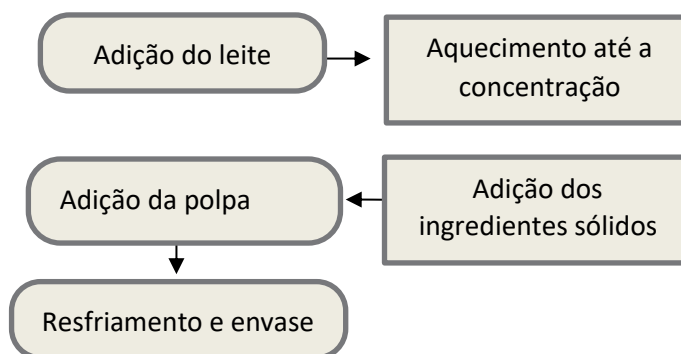 Adição do leite
Aquecimento até a
concentração
Adição dos
ingredientes sólidos
Adição da polpa
Resfriamento e envase